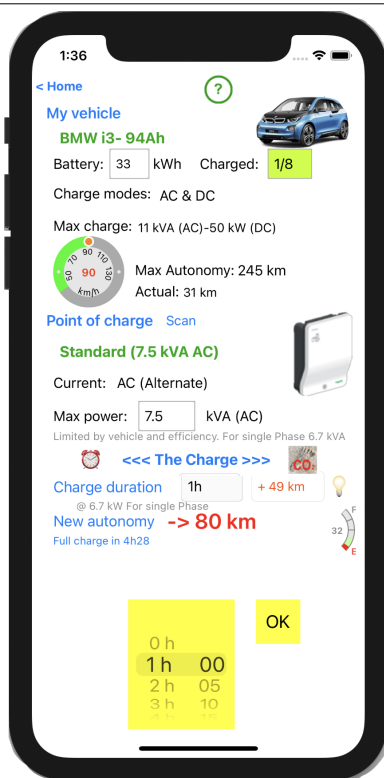 1:36
< Home
?
My vehicle
BMW i3- 94Ah
Battery: 33 kWh Charged: 1/8
Charge modes: AC & DC
Max charge: 11 kVA (AC)-50 kW (DC)
50 70 90 110 130
90
km/h
Max Autonomy: 245 km
Actual: 31 km
Point of charge Scan
Standard (7.5 kVA AC)
Current: AC (Alternate)
Max power: 7.5 kVA (AC)
Limited by vehicle and efficiency. For single Phase 6.7 kVA
<<< The Charge >>> CO₂
Charge duration 1h + 49 km
@ 6.7 kW For single Phase
New autonomy -> 80 km
F
32
E
Full charge in 4h28
OK
0 h
1 h 00
2 h 05
3 h 10
4 h 15